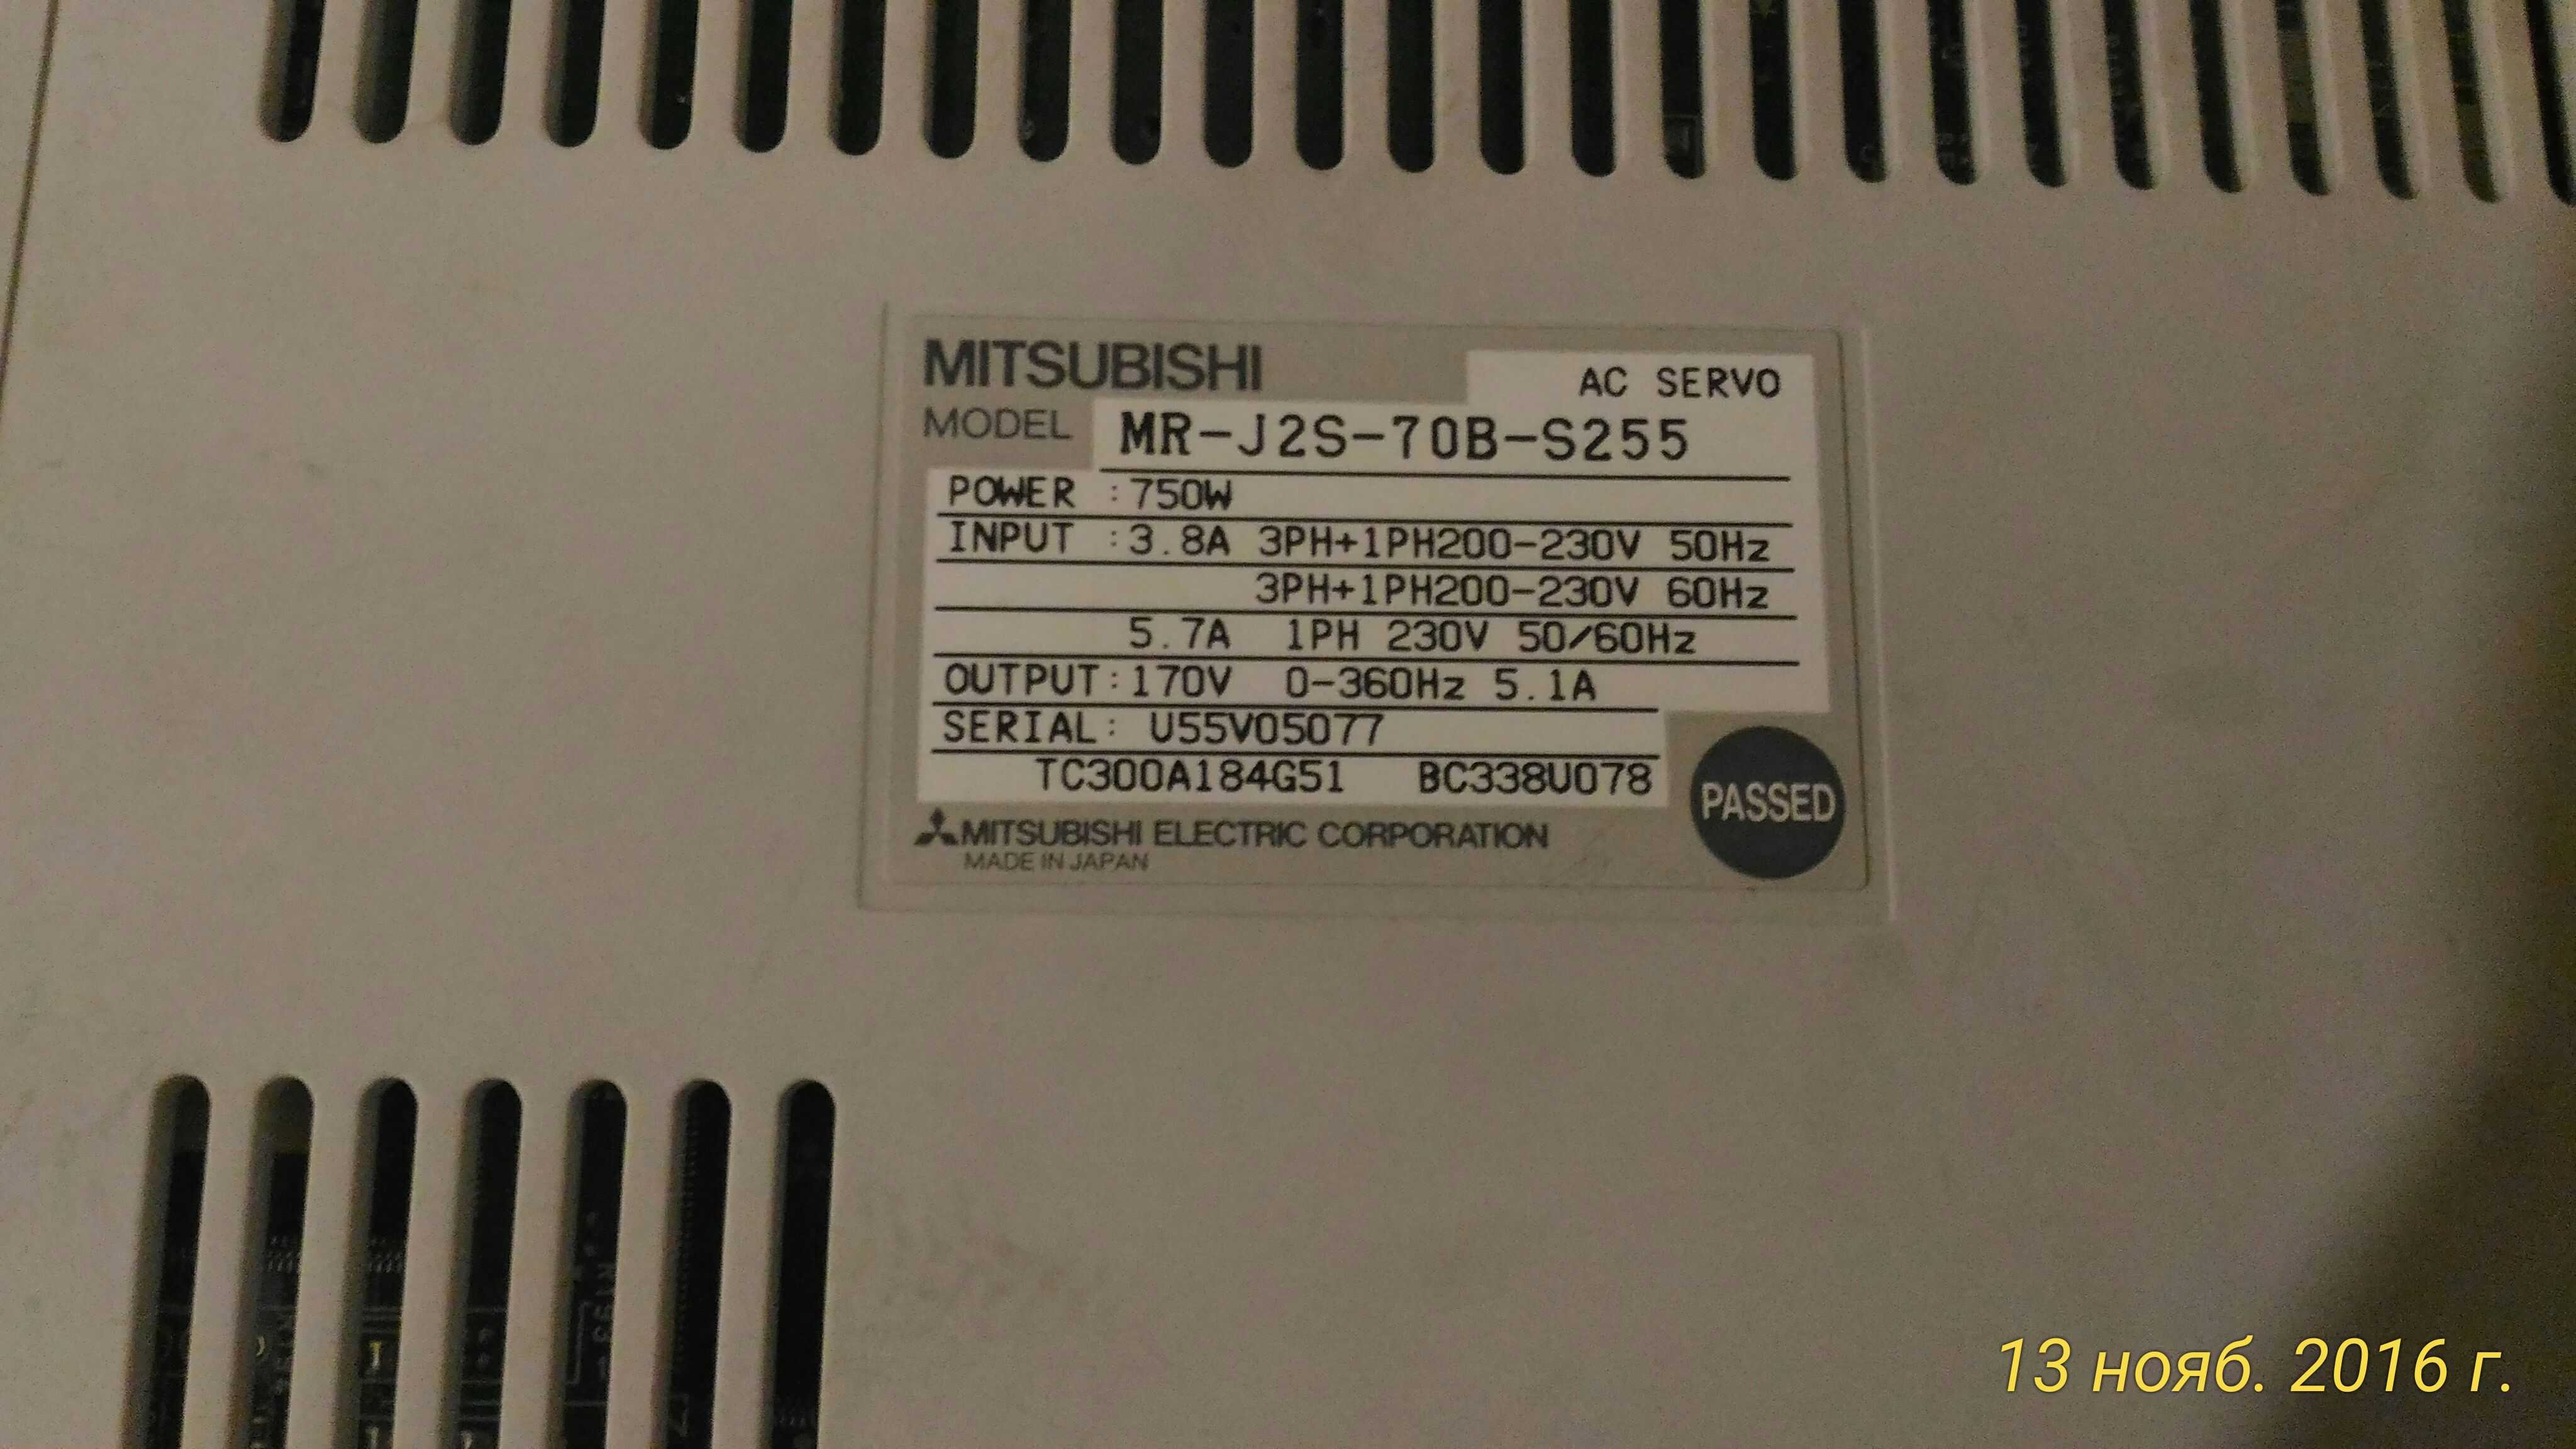 MITSUBISHI
AC SERVO
MODEL MR-J2S-70B-S255
POWER :750W
INPUT :3.8A 3PH+1PH200-230V 50Hz
3PH+1PH200-230V 60Hz
5.7A 1PH 230V 50/60Hz
OUTPUT:170V 0-360Hz 5.1A
SERIAL: U55V05077
TC300A184G51 BC338U078
PASSED
MITSUBISHI ELECTRIC CORPORATION
MADE IN JAPAN
13 нояб. 2016 г.